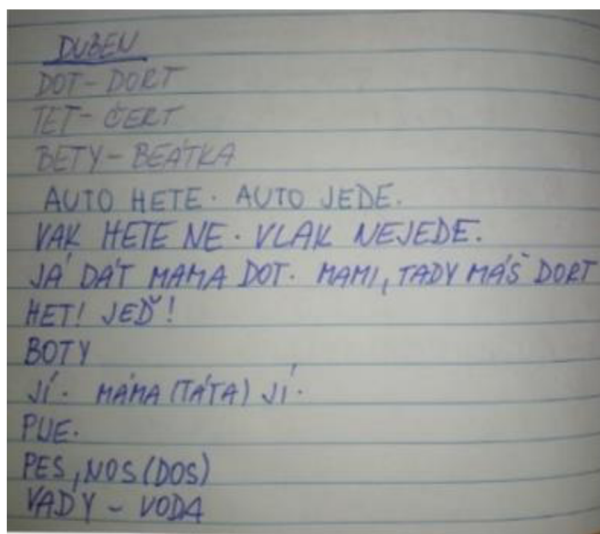 DUBEN
DOT - DORT
TET - ČERT
BETY - BEÁTKA
AUTO HETE. AUTO JEDE.
VAK HETE NE. VLAK NEJEDE.
JÁ DÁT MAMA DOT. MAMI, TADY MÁŠ DORT
HET! JEĎ!
BOTY
JÍ. MÁMA (TÁTA) JÍ.
PIJE.
PES, NOS (DOS)
VADY - VODA